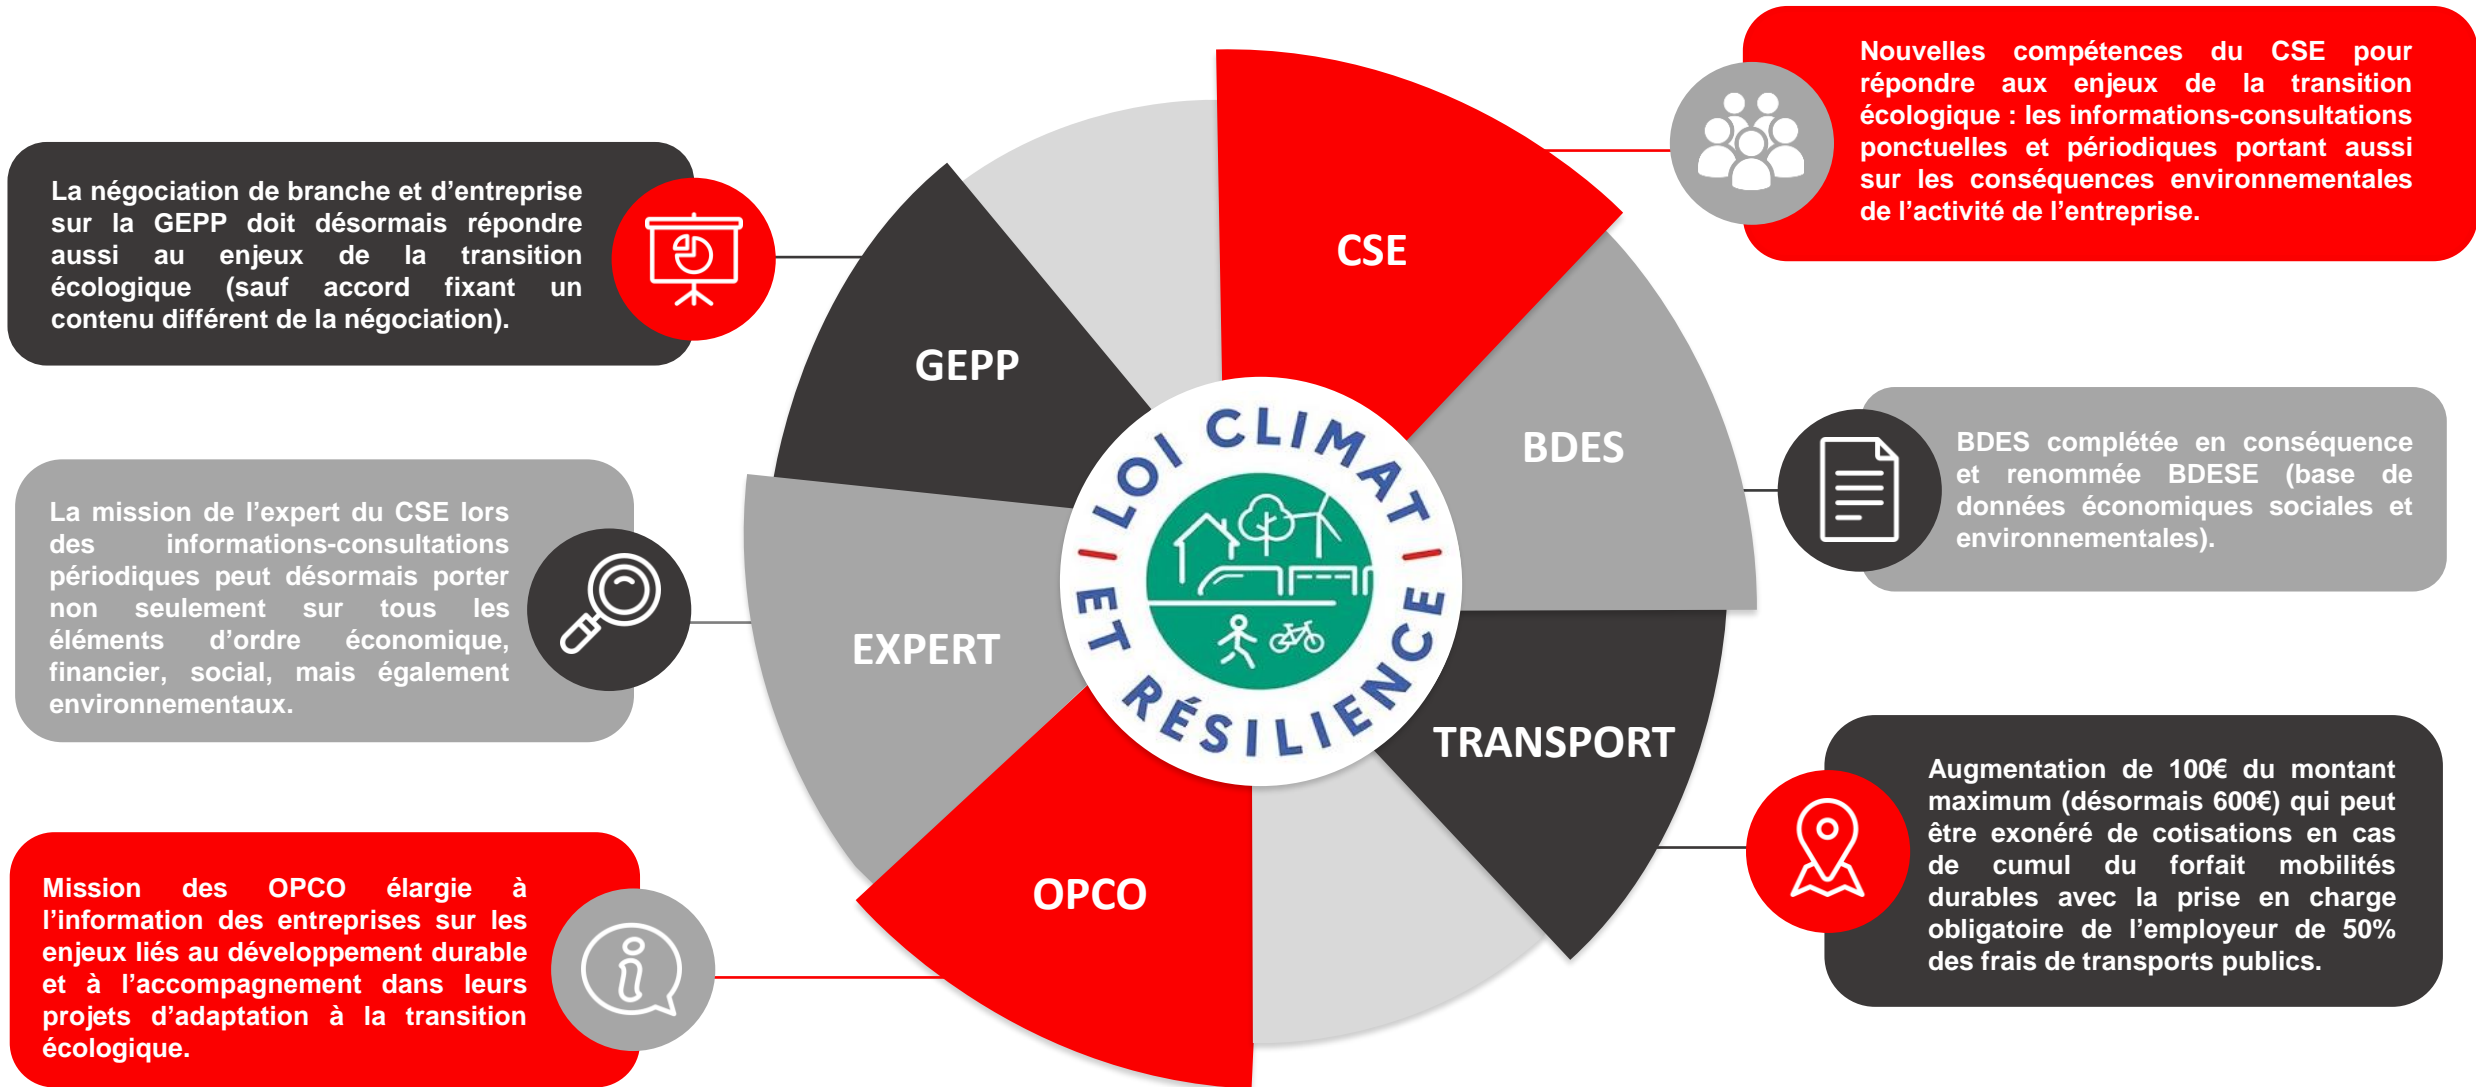 Nouvelles compétences du CSE pour
répondre aux enjeux de la transition
écologique : les informations-consultations
ponctuelles et périodiques portant aussi
sur les conséquences environnementales
de l’activité de l’entreprise.
La négociation de branche et d’entreprise
sur la GEPP doit désormais répondre
aussi au enjeux de la transition
écologique (sauf accord fixant un
contenu différent de la négociation).
CSE
GEPP
BDES
BDES complétée en conséquence
et renommée BDESE (base de
données économiques sociales et
environnementales).
LOI CLIMAT
ET RÉSILIENCE
La mission de l’expert du CSE lors
des informations-consultations
périodiques peut désormais porter
non seulement sur tous les
éléments d’ordre économique,
financier, social, mais également
environnementaux.
EXPERT
TRANSPORT
Augmentation de 100€ du montant
maximum (désormais 600€) qui peut
être exonéré de cotisations en cas
de cumul du forfait mobilités
durables avec la prise en charge
obligatoire de l’employeur de 50%
des frais de transports publics.
OPCO
Mission des OPCO élargie à
l’information des entreprises sur les
enjeux liés au développement durable
et à l’accompagnement dans leurs
projets d’adaptation à la transition
écologique.